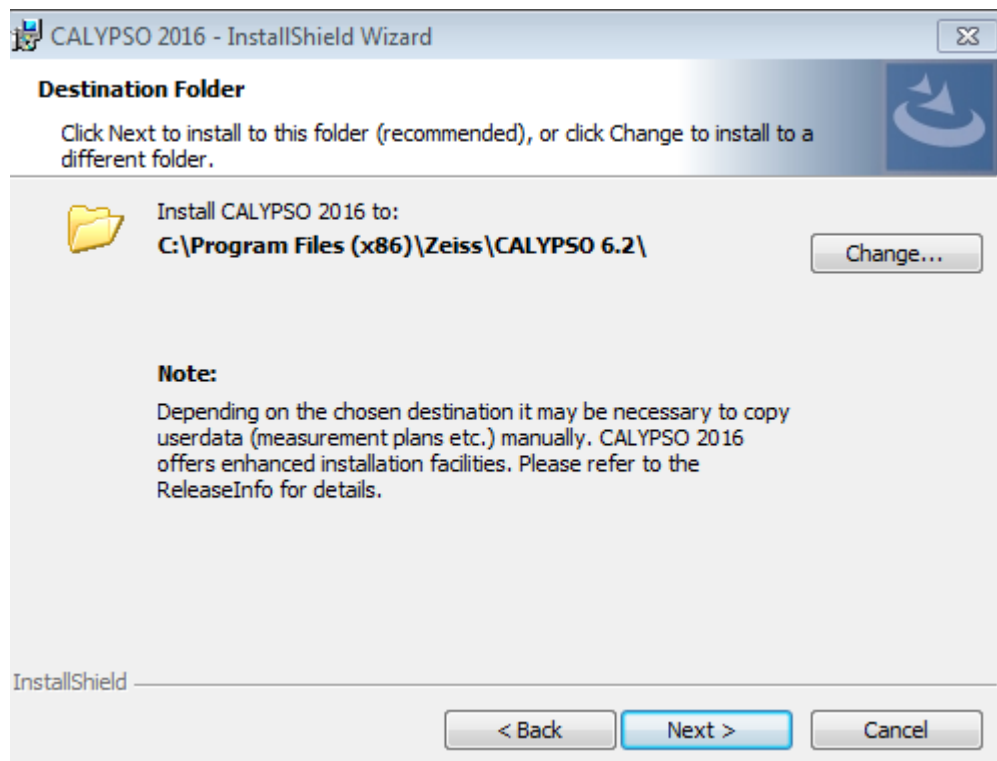 CALYPSO 2016 - InstallShield Wizard
Destination Folder
Click Next to install to this folder (recommended), or click Change to install to a
different folder.
Install CALYPSO 2016 to:
C:\Program Files (x86)\Zeiss\CALYPSO 6.2\
Change...
Note:
Depending on the chosen destination it may be necessary to copy
userdata (measurement plans etc.) manually. CALYPSO 2016
offers enhanced installation facilities. Please refer to the
ReleaseInfo for details.
InstallShield
< Back
Next >
Cancel